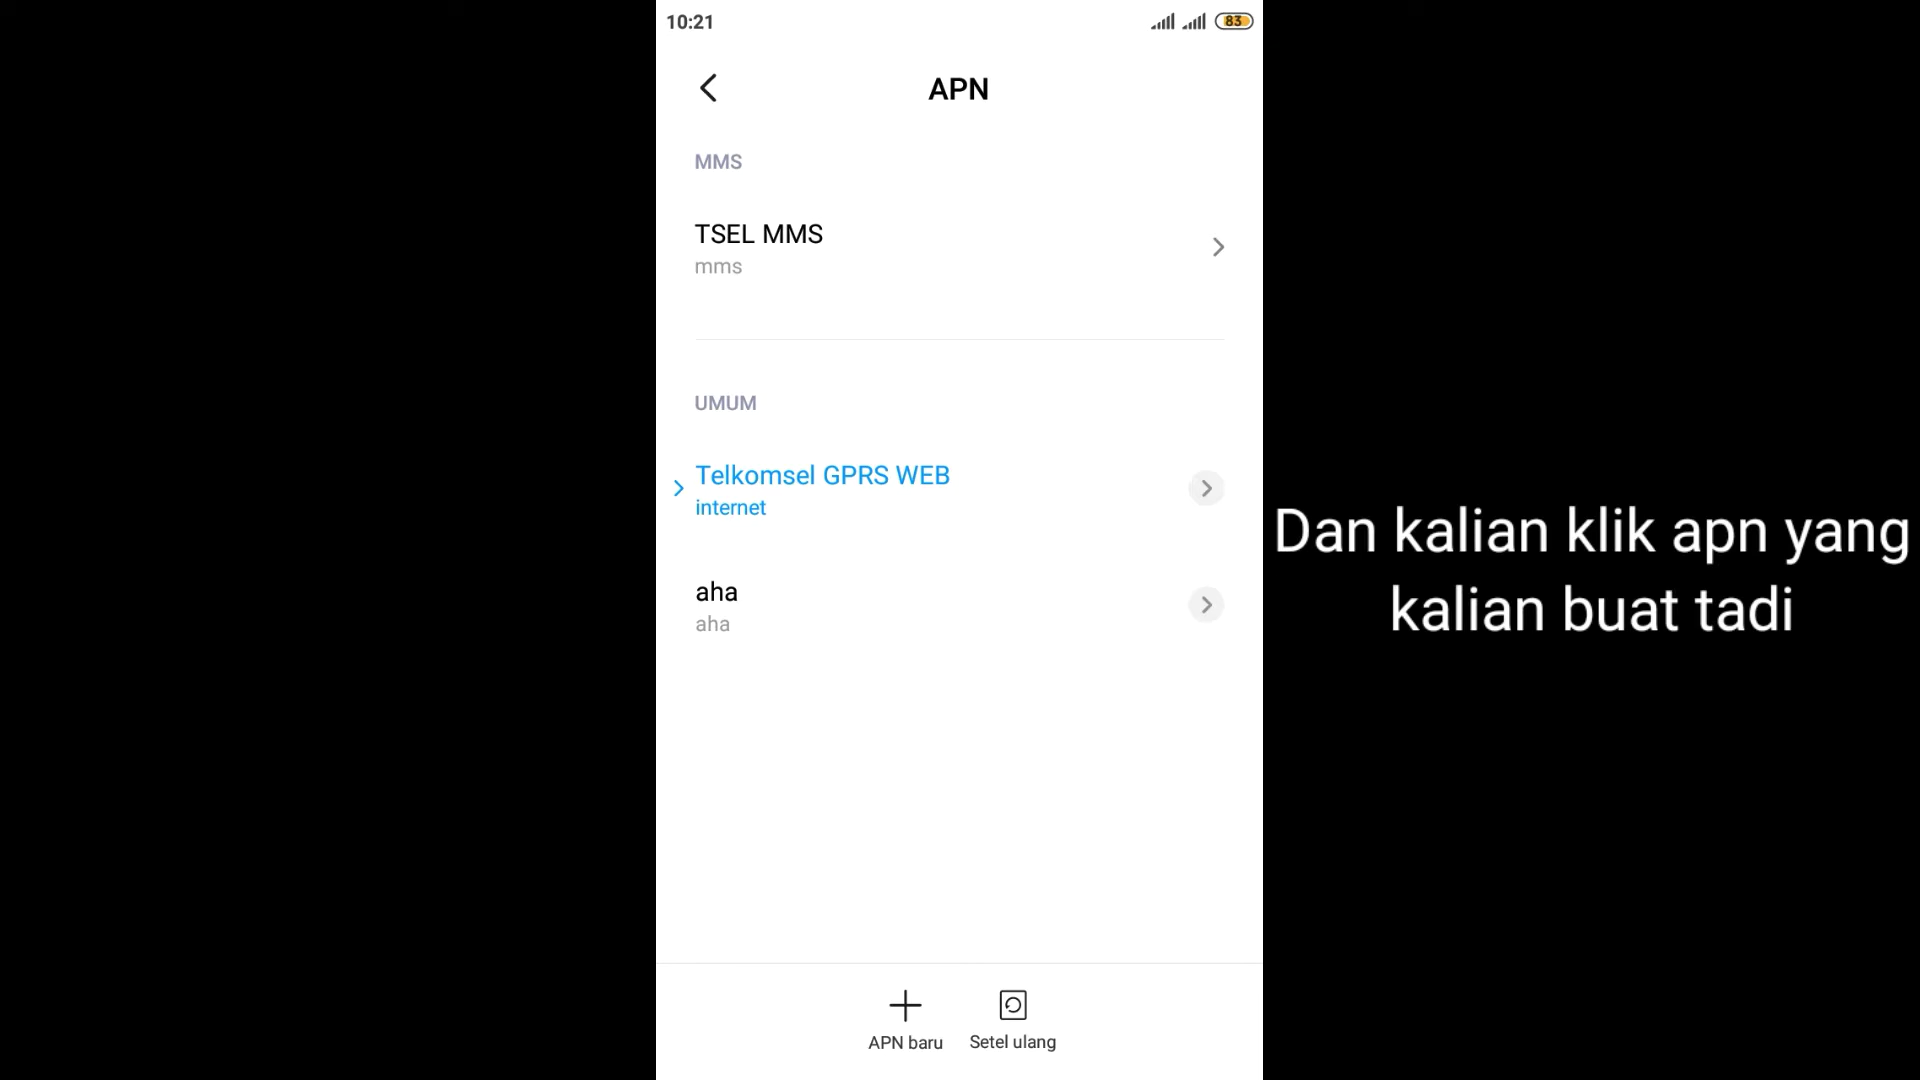 10:21
83
APN
MMS
TSEL MMS
mms
UMUM
Telkomsel GPRS WEB
internet
aha
aha
Dan kalian klik apn yang
kalian buat tadi
APN baru
Setel ulang